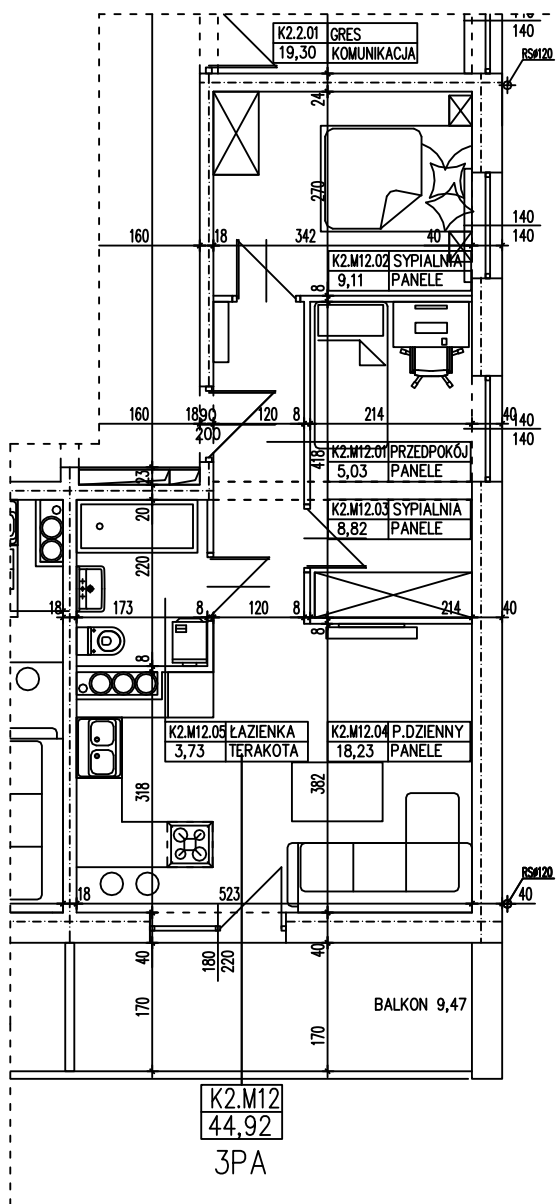 140
140
K2.2.01 GRES
19,30 KOMUNIKACJA
RSø120
24
270
140
140
160 18 342 40
K2.M12.02 SYPIALNIA
9,11 PANELE
8
160 18 90 120 8 214 40
200
140
140
418
K2.M12.01 PRZEDPOKÓJ
5,03 PANELE
23
20
K2.M12.03 SYPIALNIA
8,82 PANELE
220
18 173 8 120 8 214 40
8
8
K2.M12.05 ŁAZIENKA
3,73 TERAKOTA
K2.M12.04 P.DZIENNY
18,23 PANELE
318
382
RSø120
18 523 40
40
180
220
40
170
170
BALKON 9,47
K2.M12
44,92
3PA